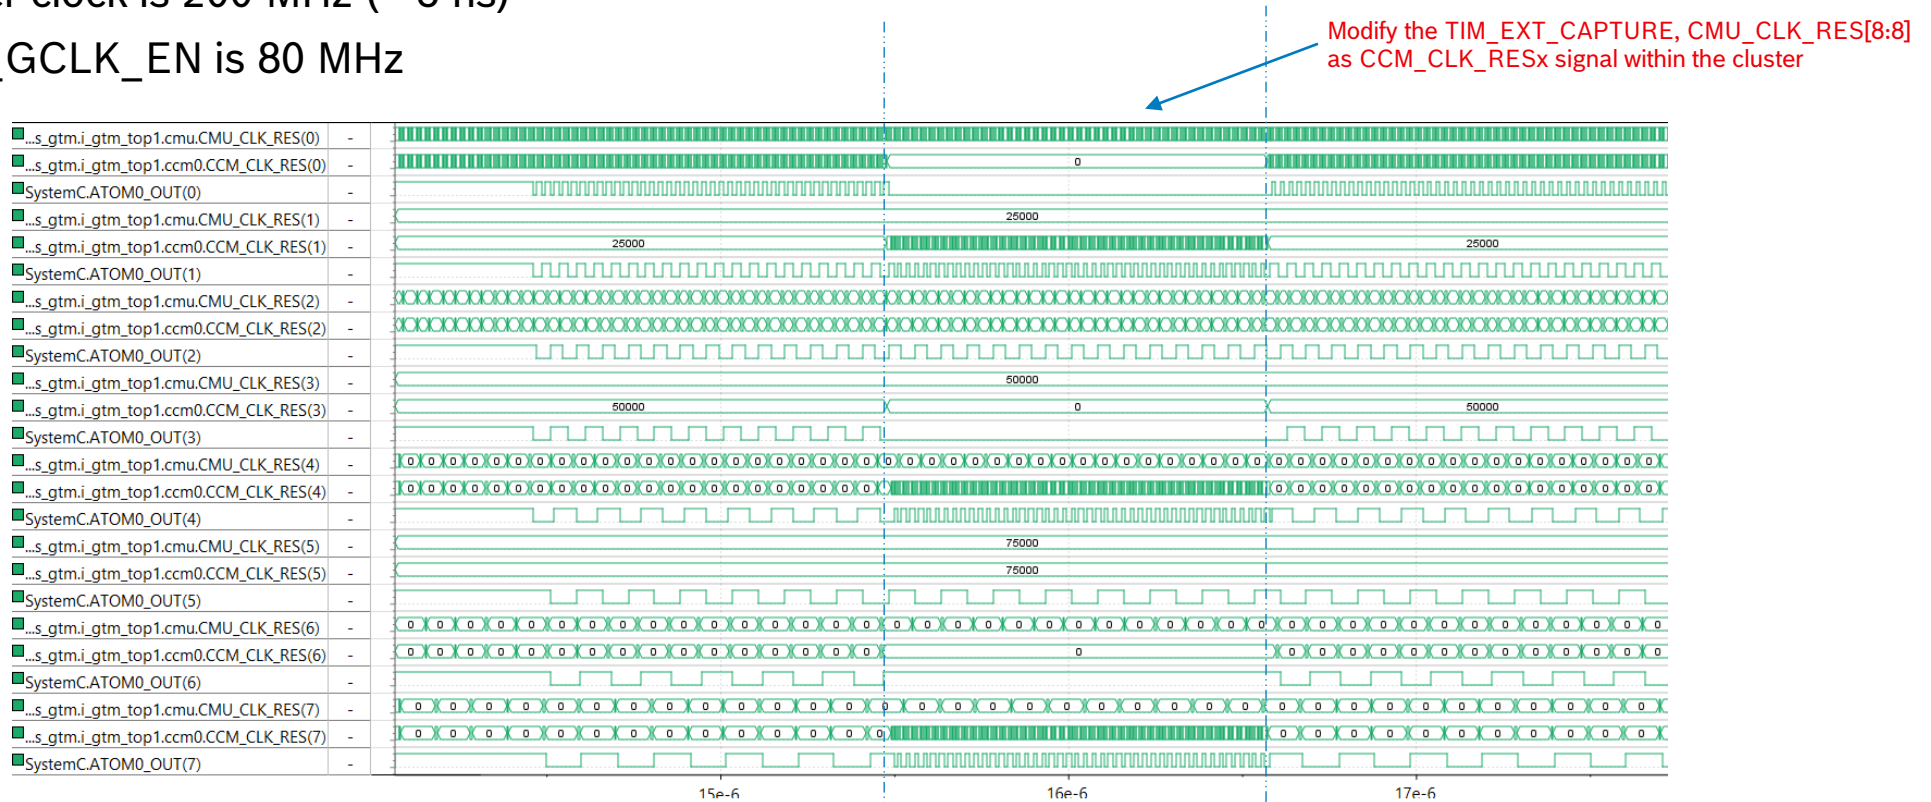 clock is 200 MHz (
_GCLK_EN is 80 MHz
Modify the TIM_EXT_CAPTURE, CMU_CLK_RES[8:8]
as CCM_CLK_RESx signal within the cluster
...s_gtm.i_gtm_top1.cmu.CMU_CLK_RES(0) -
...s_gtm.i_gtm_top1.ccm0.CCM_CLK_RES(0) - 0
SystemC.ATOM0_OUT(0) -
...s_gtm.i_gtm_top1.cmu.CMU_CLK_RES(1) - 25000
...s_gtm.i_gtm_top1.ccm0.CCM_CLK_RES(1) - 25000 25000
SystemC.ATOM0_OUT(1) -
...s_gtm.i_gtm_top1.cmu.CMU_CLK_RES(2) -
...s_gtm.i_gtm_top1.ccm0.CCM_CLK_RES(2) -
SystemC.ATOM0_OUT(2) -
...s_gtm.i_gtm_top1.cmu.CMU_CLK_RES(3) - 50000
...s_gtm.i_gtm_top1.ccm0.CCM_CLK_RES(3) - 50000 0 50000
SystemC.ATOM0_OUT(3) -
...s_gtm.i_gtm_top1.cmu.CMU_CLK_RES(4) -
...s_gtm.i_gtm_top1.ccm0.CCM_CLK_RES(4) -
SystemC.ATOM0_OUT(4) -
...s_gtm.i_gtm_top1.cmu.CMU_CLK_RES(5) - 75000
...s_gtm.i_gtm_top1.ccm0.CCM_CLK_RES(5) - 75000
SystemC.ATOM0_OUT(5) -
...s_gtm.i_gtm_top1.cmu.CMU_CLK_RES(6) -
...s_gtm.i_gtm_top1.ccm0.CCM_CLK_RES(6) - 0
SystemC.ATOM0_OUT(6) -
...s_gtm.i_gtm_top1.cmu.CMU_CLK_RES(7) -
...s_gtm.i_gtm_top1.ccm0.CCM_CLK_RES(7) -
SystemC.ATOM0_OUT(7) -
15e-6 16e-6 17e-6